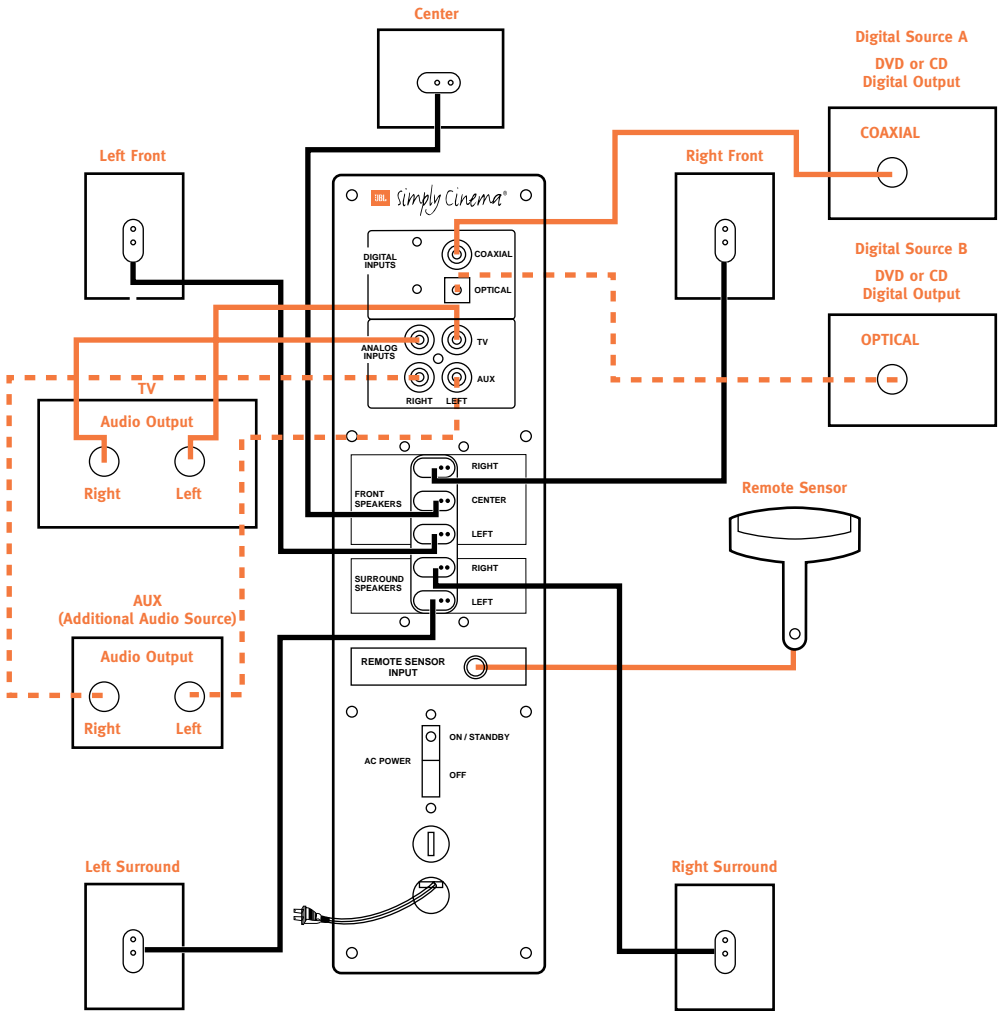 Center
Digital Source A
DVD or CD
Digital Output
COAXIAL
Left Front
Right Front
JBL Simply Cinema®
DIGITAL
INPUTS
COAXIAL
OPTICAL
Digital Source B
DVD or CD
Digital Output
OPTICAL
ANALOG
INPUTS
TV
AUX
RIGHT LEFT
TV
Audio Output
Right Left
FRONT
SPEAKERS
RIGHT
CENTER
LEFT
SURROUND
SPEAKERS
RIGHT
LEFT
Remote Sensor
AUX
(Additional Audio Source)
Audio Output
Right Left
REMOTE SENSOR
INPUT
AC POWER
ON / STANDBY
OFF
Left Surround
Right Surround